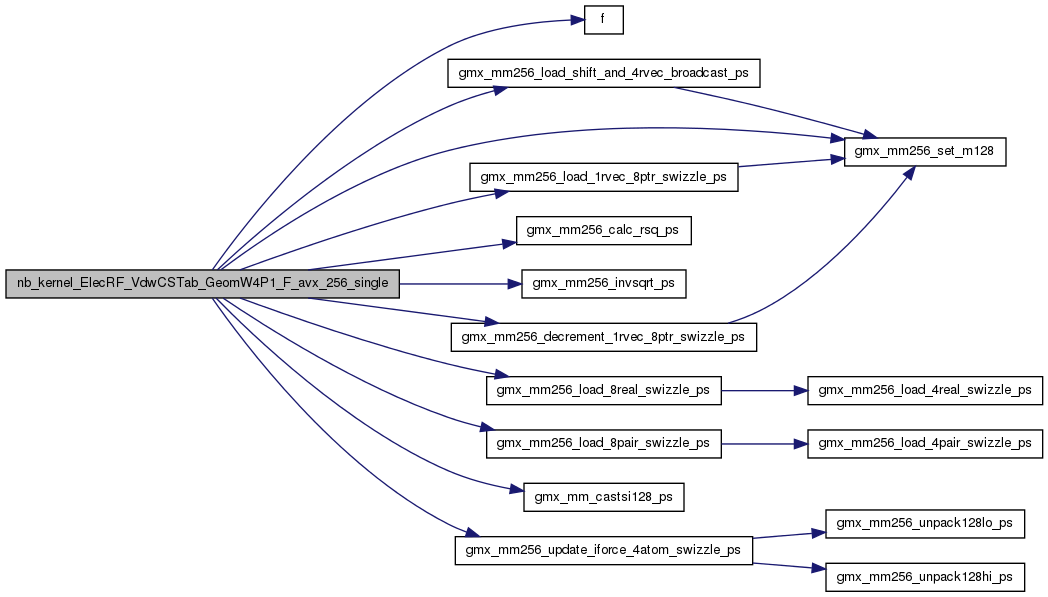 f
gmx_mm256_load_shift_and_4rvec_broadcast_ps
gmx_mm256_set_m128
gmx_mm256_load_1rvec_8ptr_swizzle_ps
gmx_mm256_calc_rsq_ps
nb_kernel_ElecRF_VdwCSTab_GeomW4P1_F_avx_256_single
gmx_mm256_invsqrt_ps
gmx_mm256_decrement_1rvec_8ptr_swizzle_ps
gmx_mm256_load_8real_swizzle_ps
gmx_mm256_load_4real_swizzle_ps
gmx_mm256_load_8pair_swizzle_ps
gmx_mm256_load_4pair_swizzle_ps
gmx_mm_castsi128_ps
gmx_mm256_unpack128lo_ps
gmx_mm256_update_iforce_4atom_swizzle_ps
gmx_mm256_unpack128hi_ps